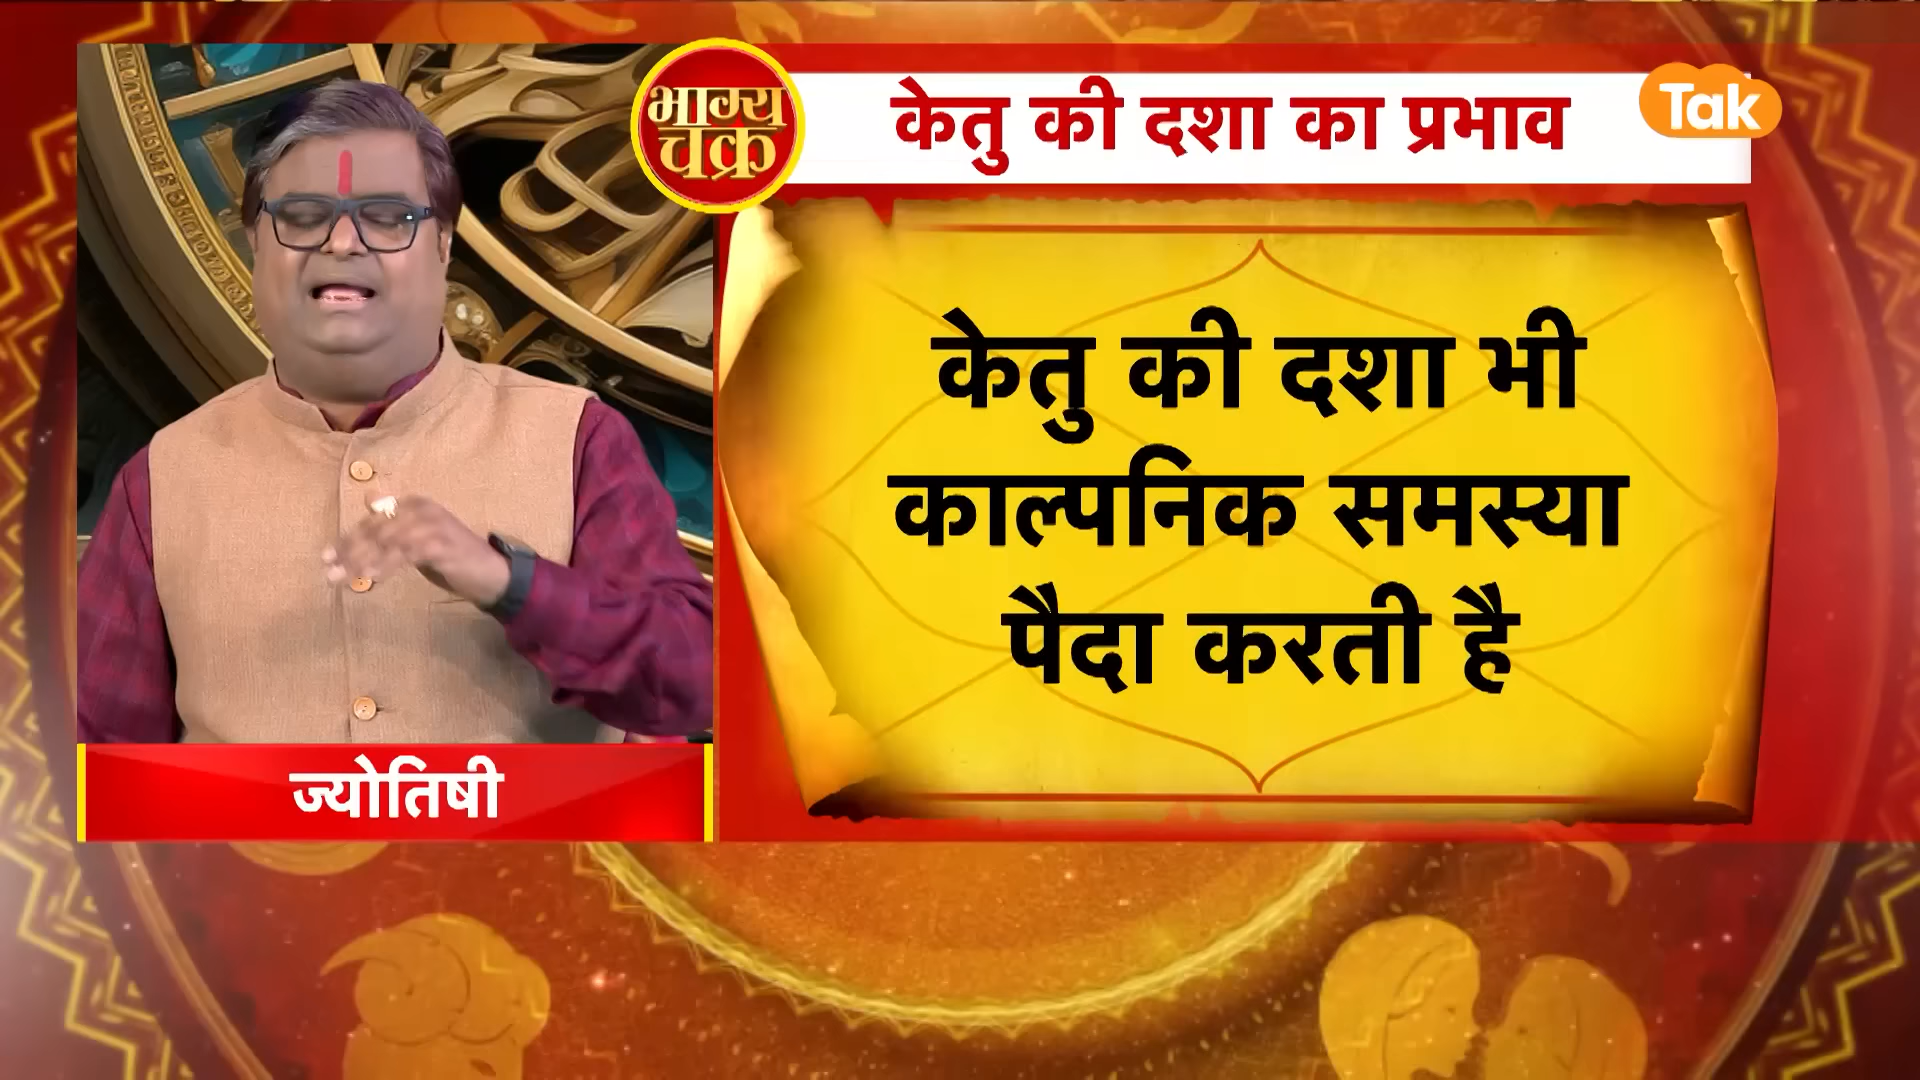 भाग्य
चक्र
केतु की दशा का प्रभाव
Tak
केतु की दशा भी
काल्पनिक समस्या
पैदा करती है
ज्योतिषी